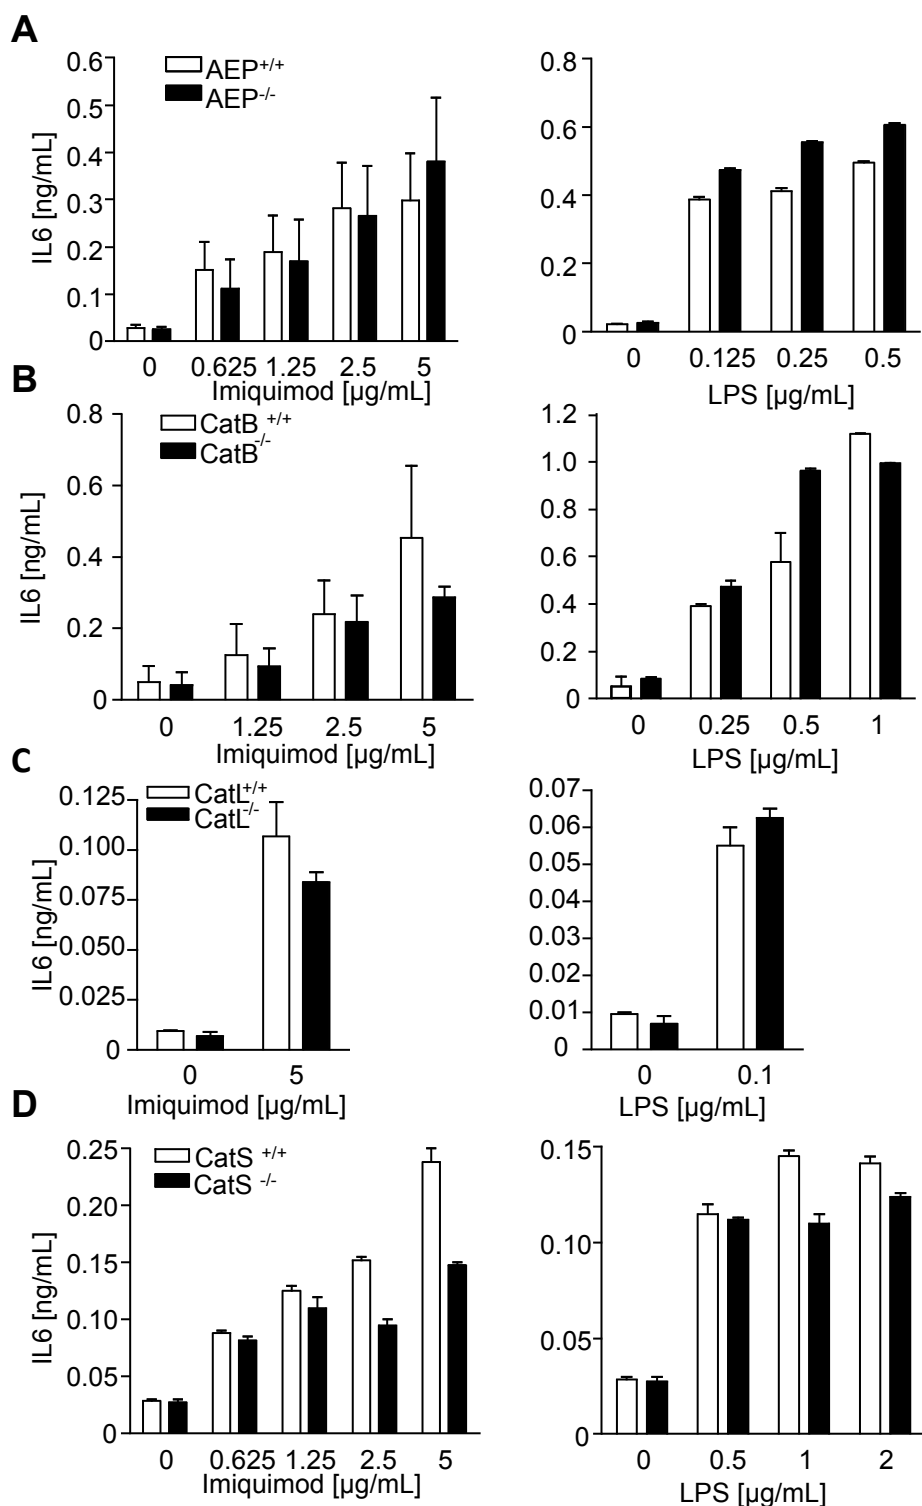 A
AEP+/+
AEP-/-
IL6 [ng/mL]
0.6
0.5
0.4
0.3
0.2
0.1
0
0 0.625 1.25 2.5 5
Imiquimod [µg/mL]
0.8
0.6
0.4
0.2
0
0 0.125 0.25 0.5
LPS [µg/mL]
B
CatB +/+
CatB -/-
IL6 [ng/mL]
0.8
0.6
0.4
0.2
0
0 1.25 2.5 5
Imiquimod [µg/mL]
1.2
1.0
0.8
0.6
0.4
0.2
0
0 0.25 0.5 1
LPS [µg/mL]
C
CatL+/+
CatL-/-
IL6 [ng/mL]
0.125
0.100
0.075
0.050
0.025
0
0 5
Imiquimod [µg/mL]
0.07
0.06
0.05
0.04
0.03
0.02
0.01
0
0 0.1
LPS [µg/mL]
D
CatS +/+
CatS -/-
IL6 [ng/mL]
0.25
0.20
0.15
0.10
0.05
0
0 0.625 1.25 2.5 5
Imiquimod [µg/mL]
0.15
0.10
0.05
0
0 0.5 1 2
LPS [µg/mL]